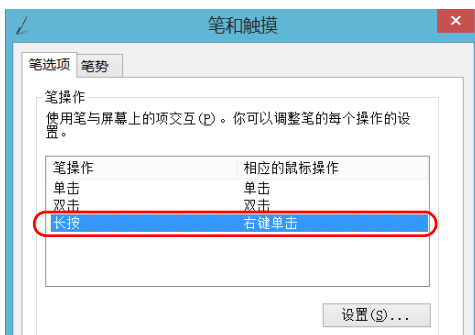 笔和触摸
笔选项 笔势
笔操作
使用笔与屏幕上的项交互(P)。你可以调整笔的每个操作的设
置。
笔操作 相应的鼠标操作
单击 单击
双击 双击
长按 右键单击
设置(S)...